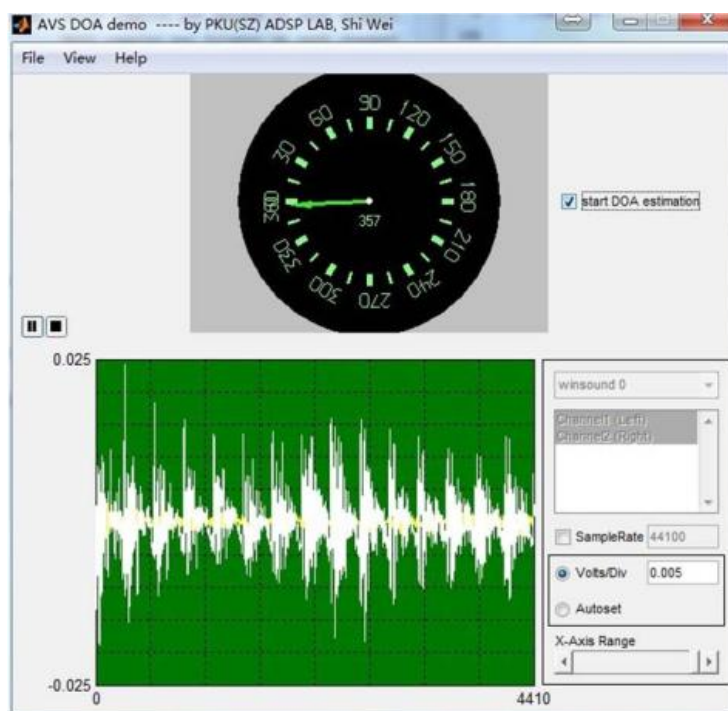 AVS DOA demo ---- by PKU(SZ) ADSP LAB, Shi Wei
File View Help
90
60 120
30 150
360 180
357
330 210
300 240
270
start DOA estimation
0.025
-0.025
0 4410
winsound 0
Channel1 (Left)
Channel2 (Right)
SampleRate 44100
Volts/Div 0.005
Autoset
X-Axis Range